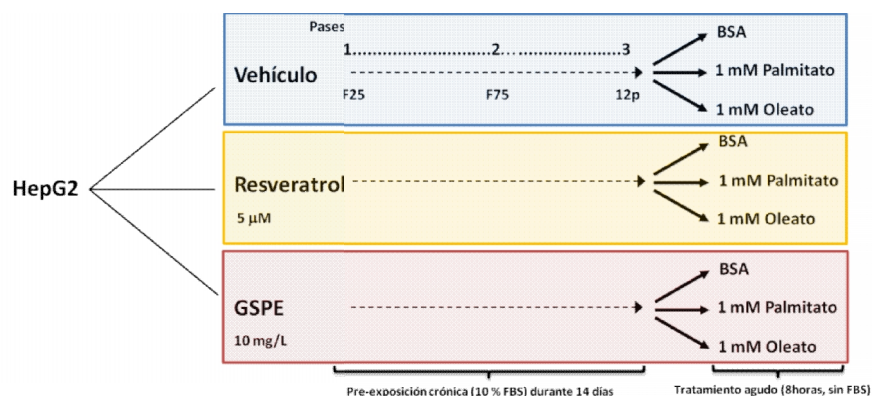 Pases
1.............................2... ......................3
Vehículo
F25 F75 12p
BSA
1 mM Palmitato
1 mM Oleato
HepG2
Resveratrol
5 µM
BSA
1 mM Palmitato
1 mM Oleato
GSPE
10 mg/L
BSA
1 mM Palmitato
1 mM Oleato
Pre-exposición crónica (10 % FBS) durante 14 días
Tratamiento agudo (8horas, sin FBS)